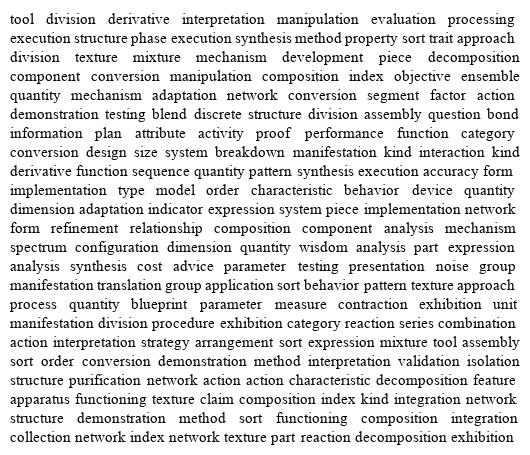 tool division derivative interpretation manipulation evaluation processing
execution structure phase execution synthesis method property sort trait approach
division texture mixture mechanism development piece decomposition
component conversion manipulation composition index objective ensemble
quantity mechanism adaptation network conversion segment factor action
demonstration testing blend discrete structure division assembly question bond
information plan attribute activity proof performance function category
conversion design size system breakdown manifestation kind interaction kind
derivative function sequence quantity pattern synthesis execution accuracy form
implementation type model order characteristic behavior device quantity
dimension adaptation indicator expression system piece implementation network
form refinement relationship composition component analysis mechanism
spectrum configuration dimension quantity wisdom analysis part expression
analysis synthesis cost advice parameter testing presentation noise group
manifestation translation group application sort behavior pattern texture approach
process quantity blueprint parameter measure contraction exhibition unit
manifestation division procedure exhibition category reaction series combination
action interpretation strategy arrangement sort expression mixture tool assembly
sort order conversion demonstration method interpretation validation isolation
structure purification network action action characteristic decomposition feature
apparatus functioning texture claim composition index kind integration network
structure demonstration method sort functioning composition integration
collection network index network texture part reaction decomposition exhibition